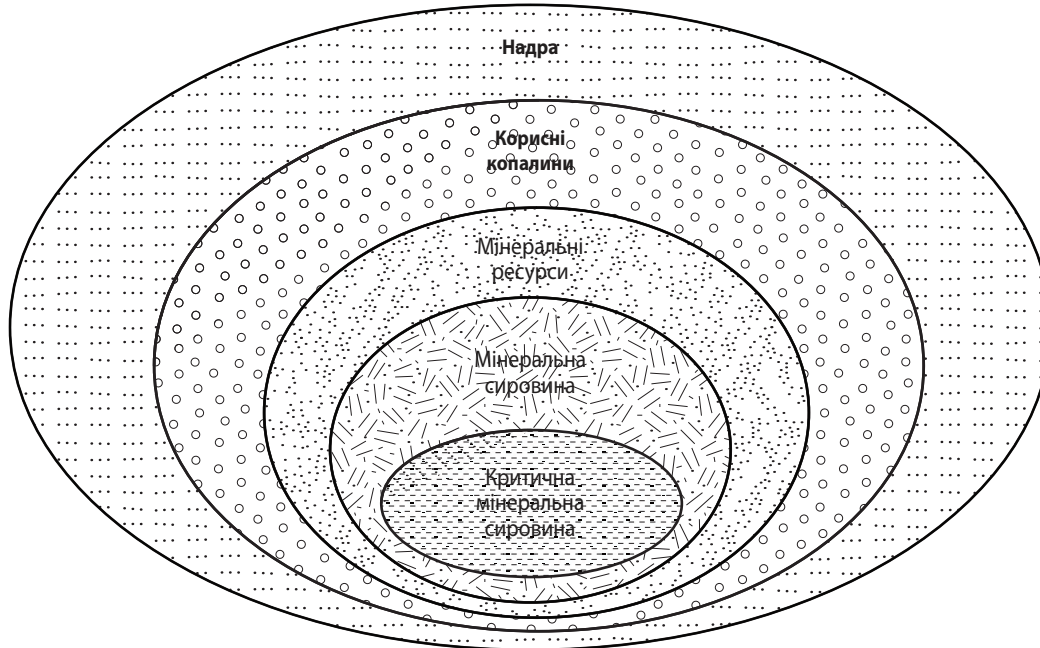 Надра
Корисні
копалини
Мінеральні
ресурси
Мінеральна
сировина
Критична
мінеральна
сировина